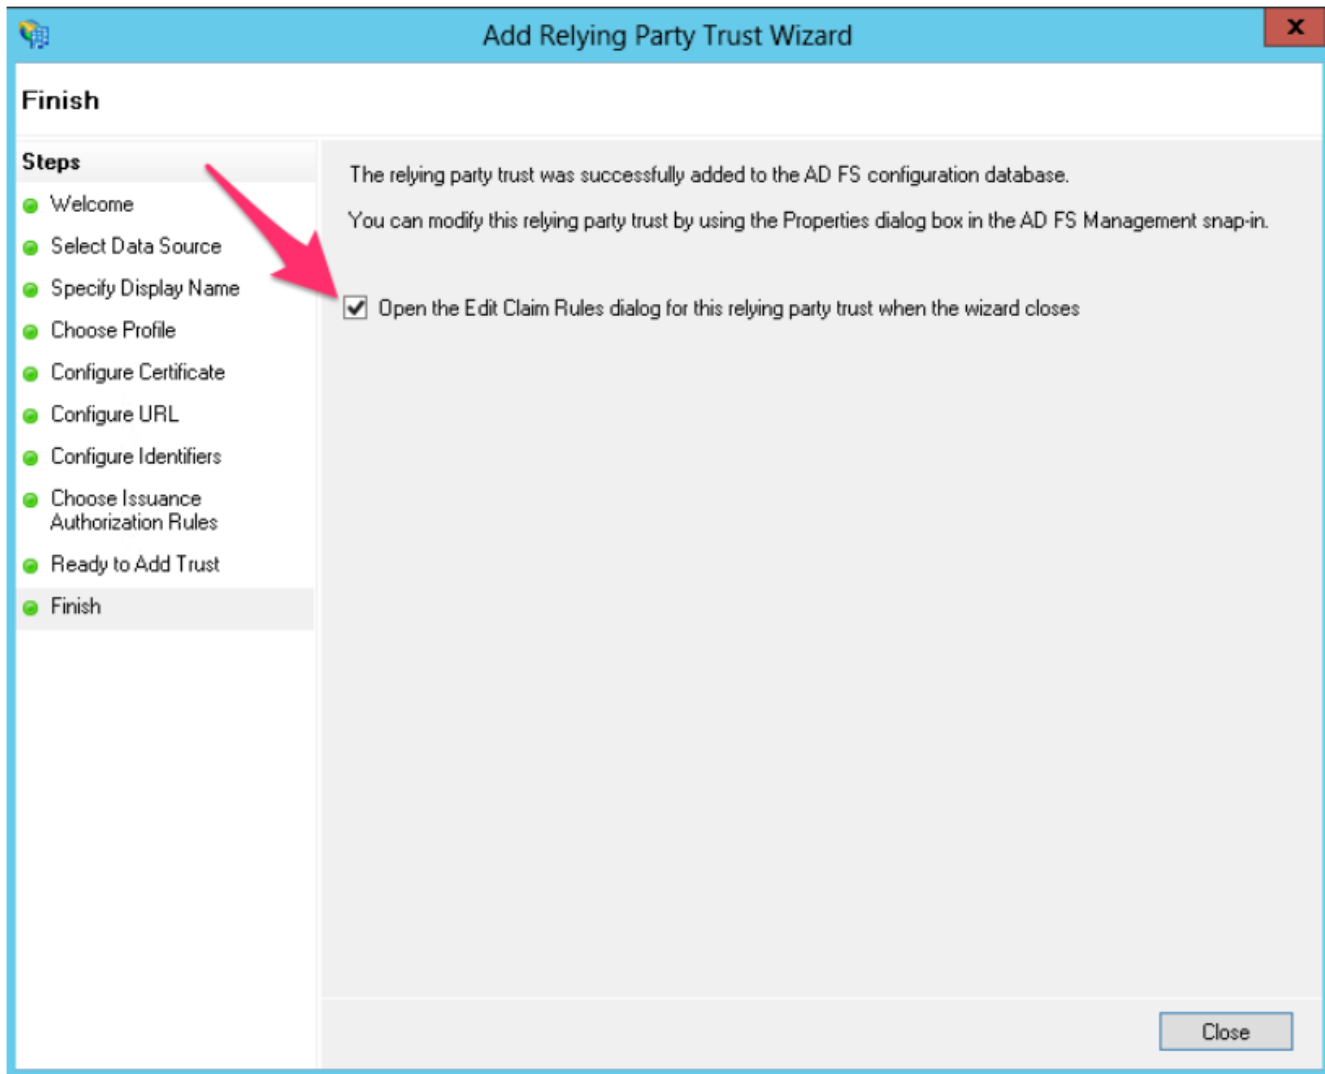 Add Relying Party Trust Wizard
x
Finish
Steps
Welcome
Select Data Source
Specify Display Name
Choose Profile
Configure Certificate
Configure URL
Configure Identifiers
Choose Issuance
Authorization Rules
Ready to Add Trust
Finish
The relying party trust was successfully added to the AD FS configuration database.
You can modify this relying party trust by using the Properties dialog box in the AD FS Management snap-in.
Open the Edit Claim Rules dialog for this relying party trust when the wizard closes
Close